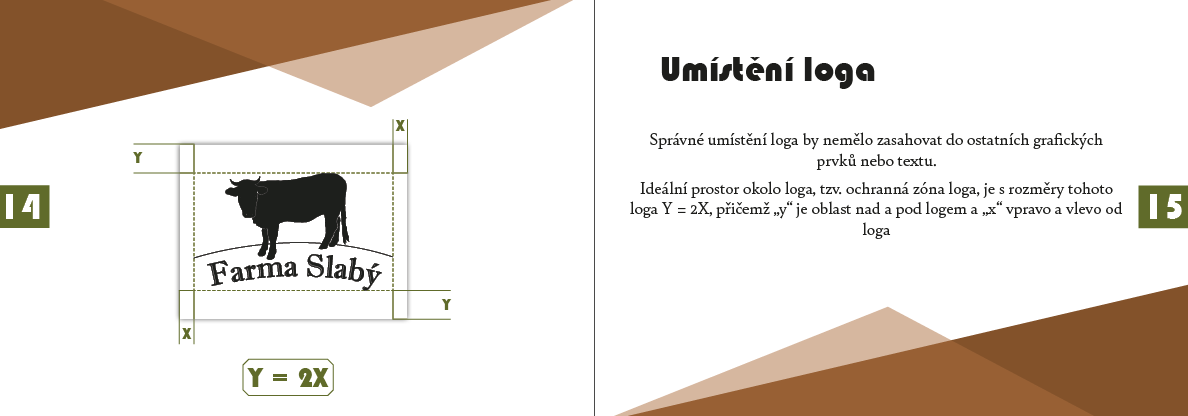 X
Y
14
Farma Slabý
Y
X
Y = 2X
Umístění loga
Správné umístění loga by nemělo zasahovat do ostatních grafických
prvků nebo textu.
Ideální prostor okolo loga, tzv. ochranná zóna loga, je s rozměry tohoto
loga Y = 2X, přičemž „y“ je oblast nad a pod logem a „x“ vpravo a vlevo od
loga
15